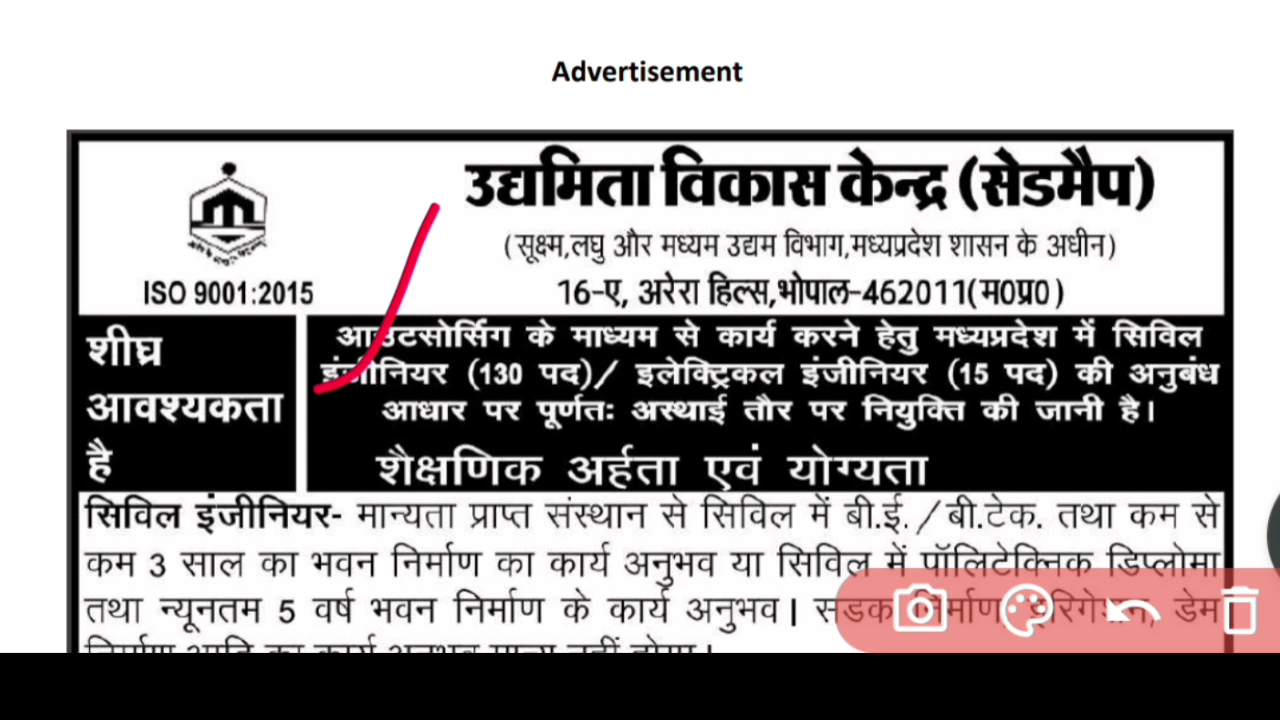 Advertisement
उद्यमिता विकास केन्द्र (सेडमैप)
(सूक्ष्म,लघु और मध्यम उद्यम विभाग,मध्यप्रदेश शासन के अधीन)
ISO 9001:2015
16-ए, अरेरा हिल्स,भोपाल-462011(म0प्र0)
शीघ्र
आवश्यकता
है
आउटसोर्सिग के माध्यम से कार्य करने हेतु मध्यप्रदेश में सिविल
इंजीनियर (130 पद)/ इलेक्ट्रिकल इंजीनियर (15 पद) की अनुबंध
आधार पर पूर्णतः अस्थाई तौर पर नियुक्ति की जानी है।
शैक्षणिक अर्हता एवं योग्यता
सिविल इंजीनियर- मान्यता प्राप्त संस्थान से सिविल में बी.ई./बी.टेक. तथा कम से
कम 3 साल का भवन निर्माण का कार्य अनुभव या सिविल में पॉलिटेक्निक डिप्लोमा
तथा न्यूनतम 5 वर्ष भवन निर्माण के कार्य अनुभव। सडक निर्माण, इरिगेशन, डेम